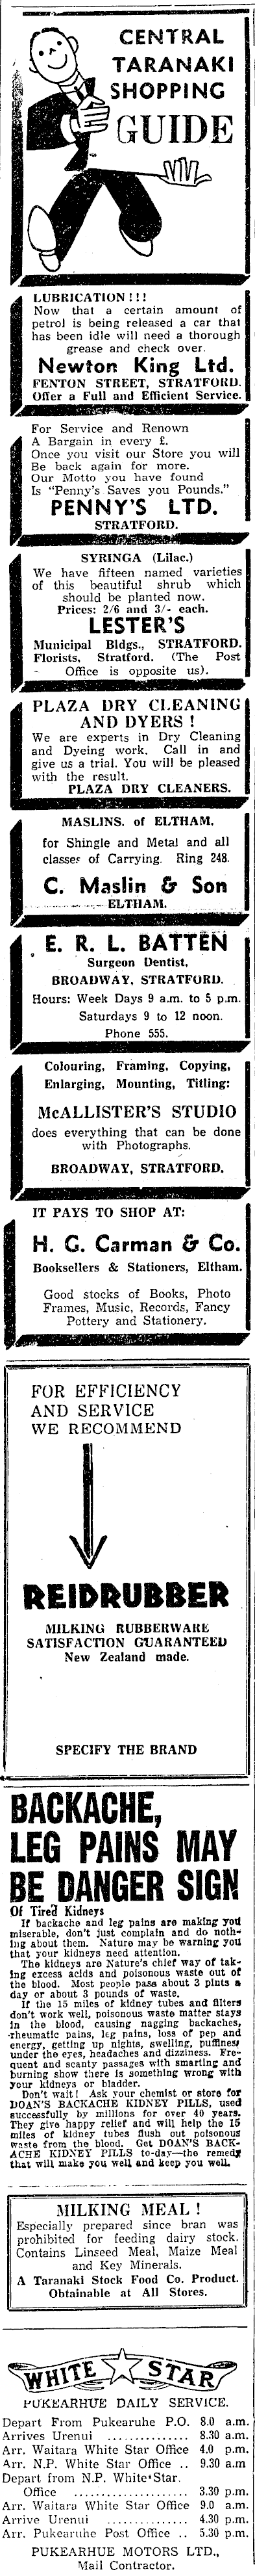 CENTRAL
TARANAKI
SHOPPING
GUIDE
LUBRICATION!!!
Now that a certain amount of
petrol is being released a car that
has been idle will need a thorough
grease and check over.
Newton King Ltd.
FENTON STREET, STRATFORD.
Offer a Full and Efficient Service.
For Service and Renown
A Bargain in every £.
Once you visit our Store you will
Be back again for more.
Our Motto you have found
Is "Penny's Saves you Pounds."
PENNY'S LTD.
STRATFORD.
SYRINGA (Lilac.)
We have fifteen named varieties
of this beautiful shrub which
should be planted now.
Prices: 2/6 and 3/- each.
LESTER'S
Municipal Bldgs., STRATFORD.
Florists, Stratford. (The Post
Office is opposite us).
PLAZA DRY CLEANING
AND DYERS !
We are experts in Dry Cleaning
and Dyeing work. Call in and
give us a trial. You will be pleased
with the result.
PLAZA DRY CLEANERS.
MASLINS. of ELTHAM.
for Shingle and Metal and all
classes of Carrying. Ring 248.
C. Maslin & Son
ELTHAM.
E. R. L. BATTEN
Surgeon Dentist,
BROADWAY, STRATFORD.
Hours: Week Days 9 a.m. to 5 p.m.
Saturdays 9 to 12 noon.
Phone 555.
Colouring, Framing, Copying,
Enlarging, Mounting, Titling:
McALLISTER'S STUDIO
does everything that can be done
with Photographs.
BROADWAY, STRATFORD.
IT PAYS TO SHOP AT:
H. G. Carman & Co.
Booksellers & Stationers, Eltham.
Good stocks of Books, Photo
Frames, Music, Records, Fancy
Pottery and Stationery.
FOR EFFICIENCY
AND SERVICE
WE RECOMMEND
REIDRUBBER
MILKING RUBBERWARE
SATISFACTION GUARANTEED
New Zealand made.
SPECIFY THE BRAND
BACKACHE,
LEG PAINS MAY
BE DANGER SIGN
Of Tired Kidneys
If backache and leg pains are making you
miserable, don't just complain and do noth-
ing about them. Nature may be warning you
that your kidneys need attention.
The kidneys are Nature's chief way of tak-
ing excess acids and poisonous waste out of
the blood. Most people pass about 3 pints a
day or about 3 pounds of waste.
If the 15 miles of kidney tubes and filters
don't work well, poisonous waste matter stays
in the blood, causing nagging backaches,
rheumatic pains, leg pains, loss of pep and
energy, getting up nights, swelling, puffiness
under the eyes, headaches and dizziness. Fre-
quent and scanty passages with smarting and
burning show there is something wrong with
your kidneys or bladder.
Don't wait! Ask your chemist or store for
DOAN'S BACKACHE KIDNEY PILLS, used
successfully by millions for over 40 years.
They give happy relief and will help the 15
miles of kidney tubes flush out poisonous
waste from the blood. Get DOAN'S BACK-
ACHE KIDNEY PILLS to-day—the remedy
that will make you well and keep you well.
MILKING MEAL !
Especially prepared since bran was
prohibited for feeding dairy stock.
Contains Linseed Meal, Maize Meal
and Key Minerals.
A Taranaki Stock Food Co. Product.
Obtainable at All Stores.
WHITE STAR
PUKEARHUE DAILY SERVICE.
Depart From Pukearuhe P.O. 8.0 a.m.
Arrives Urenui .............. 8.30 a.m.
Arr. Waitara White Star Office 4.0 p.m.
Arr. N.P. White Star Office .. 9.30 a.m
Depart from N.P. White Star
Office .................. 3.30 p.m.
Arr. Waitara White Star Office 9.0 a.m.
Arrive Urenui .............. 4.30 p.m.
Arr. Pukearuhe Post Office .. 5.30 p.m.
PUKEARHUE MOTORS LTD.,
Mail Contractor.